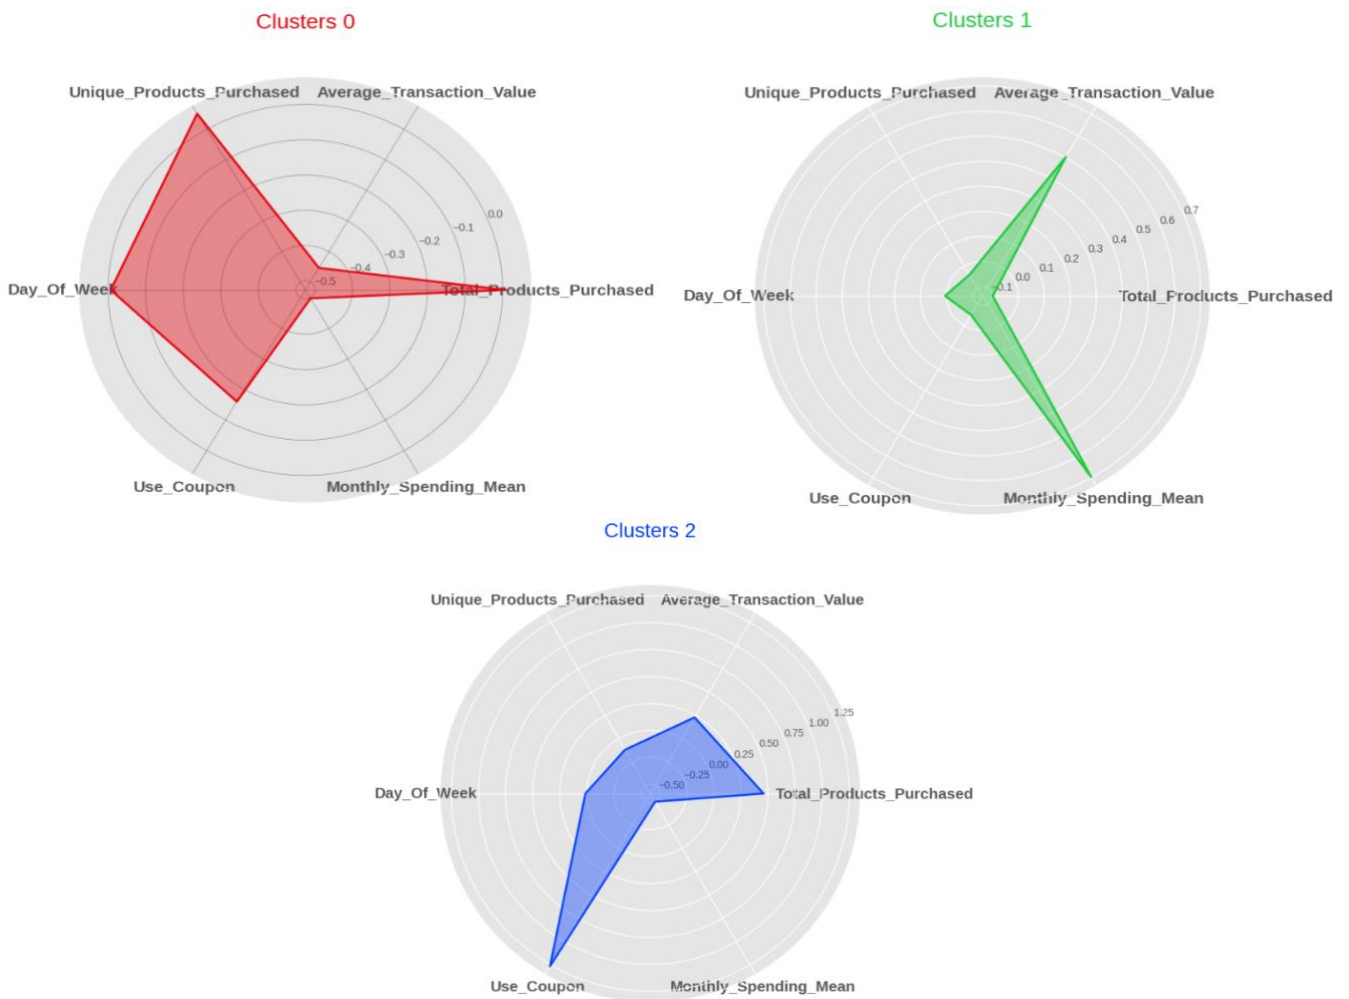 Clusters 0
Unique_Products_Purchased
Average_Transaction_Value
0.0
-0.1
-0.2
-0.3
-0.4
-0.5
Day_Of_Week
Total_Products_Purchased
Use_Coupon
Monthly_Spending_Mean
Clusters 1
Unique_Products_Purchased
Average_Transaction_Value
0.7
0.6
0.5
0.4
0.3
0.2
0.1
0.0
-0.1
Day_Of_Week
Total_Products_Purchased
Use_Coupon
Monthly_Spending_Mean
Clusters 2
Unique_Products_Purchased
Average_Transaction_Value
1.25
1.00
0.75
0.50
0.25
0.00
-0.25
-0.50
Day_Of_Week
Total_Products_Purchased
Use_Coupon
Monthly_Spending_Mean